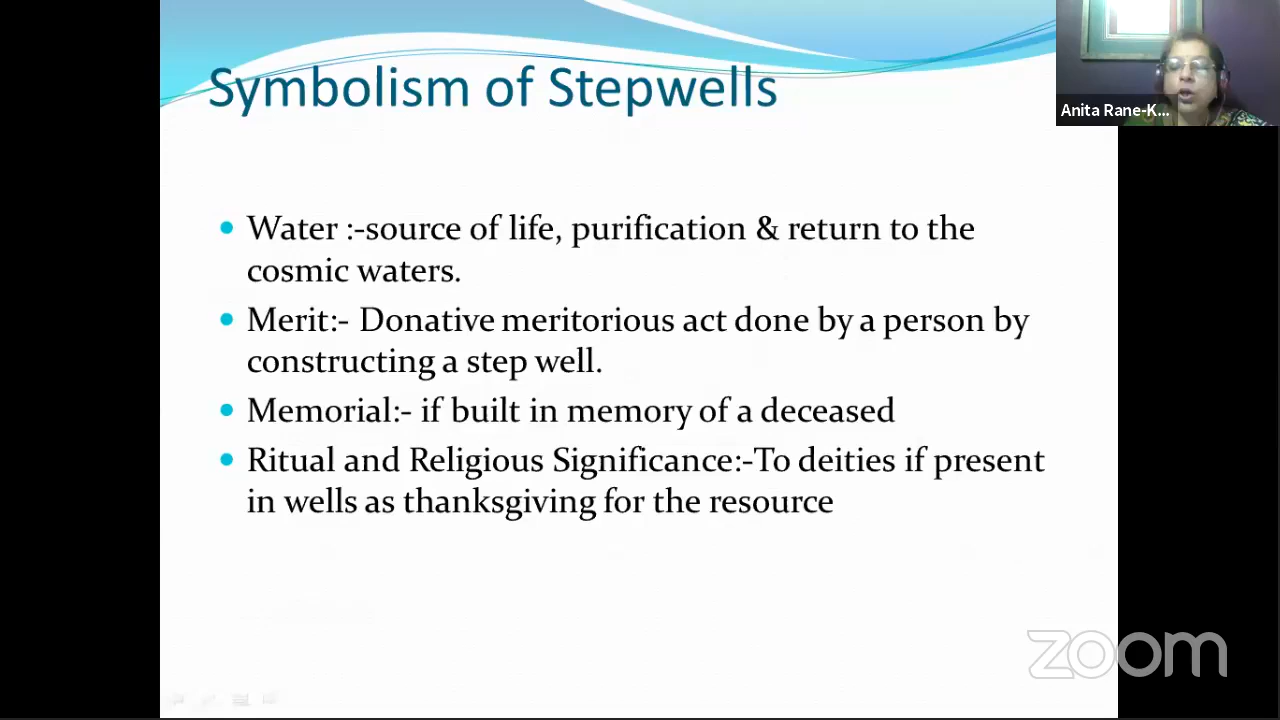 Symbolism of Stepwells
Anita Rane-K...
Water :-source of life, purification & return to the
cosmic waters.
Merit:- Donative meritorious act done by a person by
constructing a step well.
Memorial:- if built in memory of a deceased
Ritual and Religious Significance:-To deities if present
in wells as thanksgiving for the resource
zoom